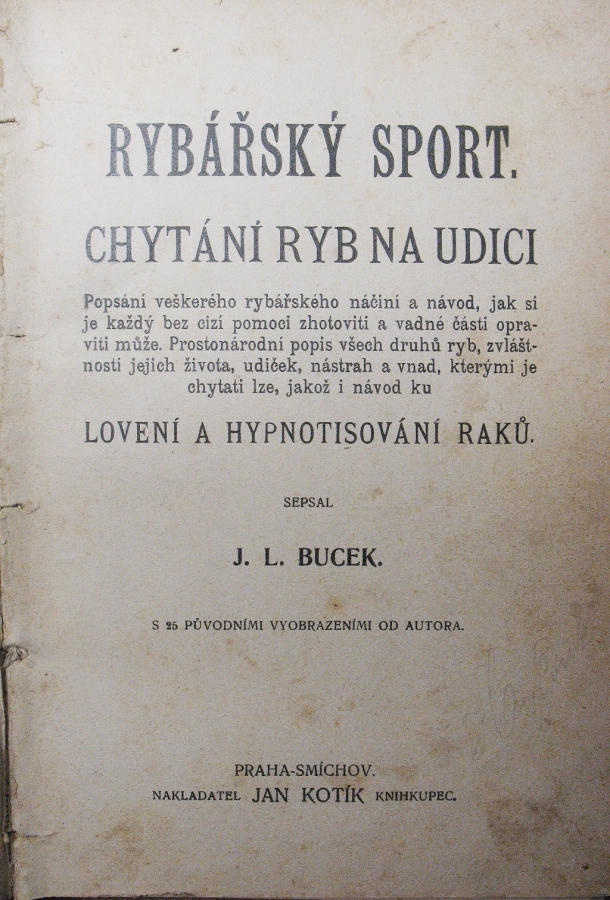 RYBÁŘSKÝ SPORT.
CHYTÁNÍ RYB NA UDICI
Popsání veškerého rybářského náčiní a návod, jak si
je každý bez cizí pomoci zhotoviti a vadné části opra-
viti může. Prostonárodní popis všech druhů ryb, zvlášt-
ností jejich života, udiček, nástrah a vnad, kterými je
chytati lze, jakož i návod ku
LOVENÍ A HYPNOTISOVÁNÍ RAKŮ.
SEPSAL
J. L. BUCEK.
S 25 PŮVODNÍMI VYOBRAZENÍMI OD AUTORA.
PRAHA-SMÍCHOV.
NAKLADATEL JAN KOTÍK KNIHKUPEC.